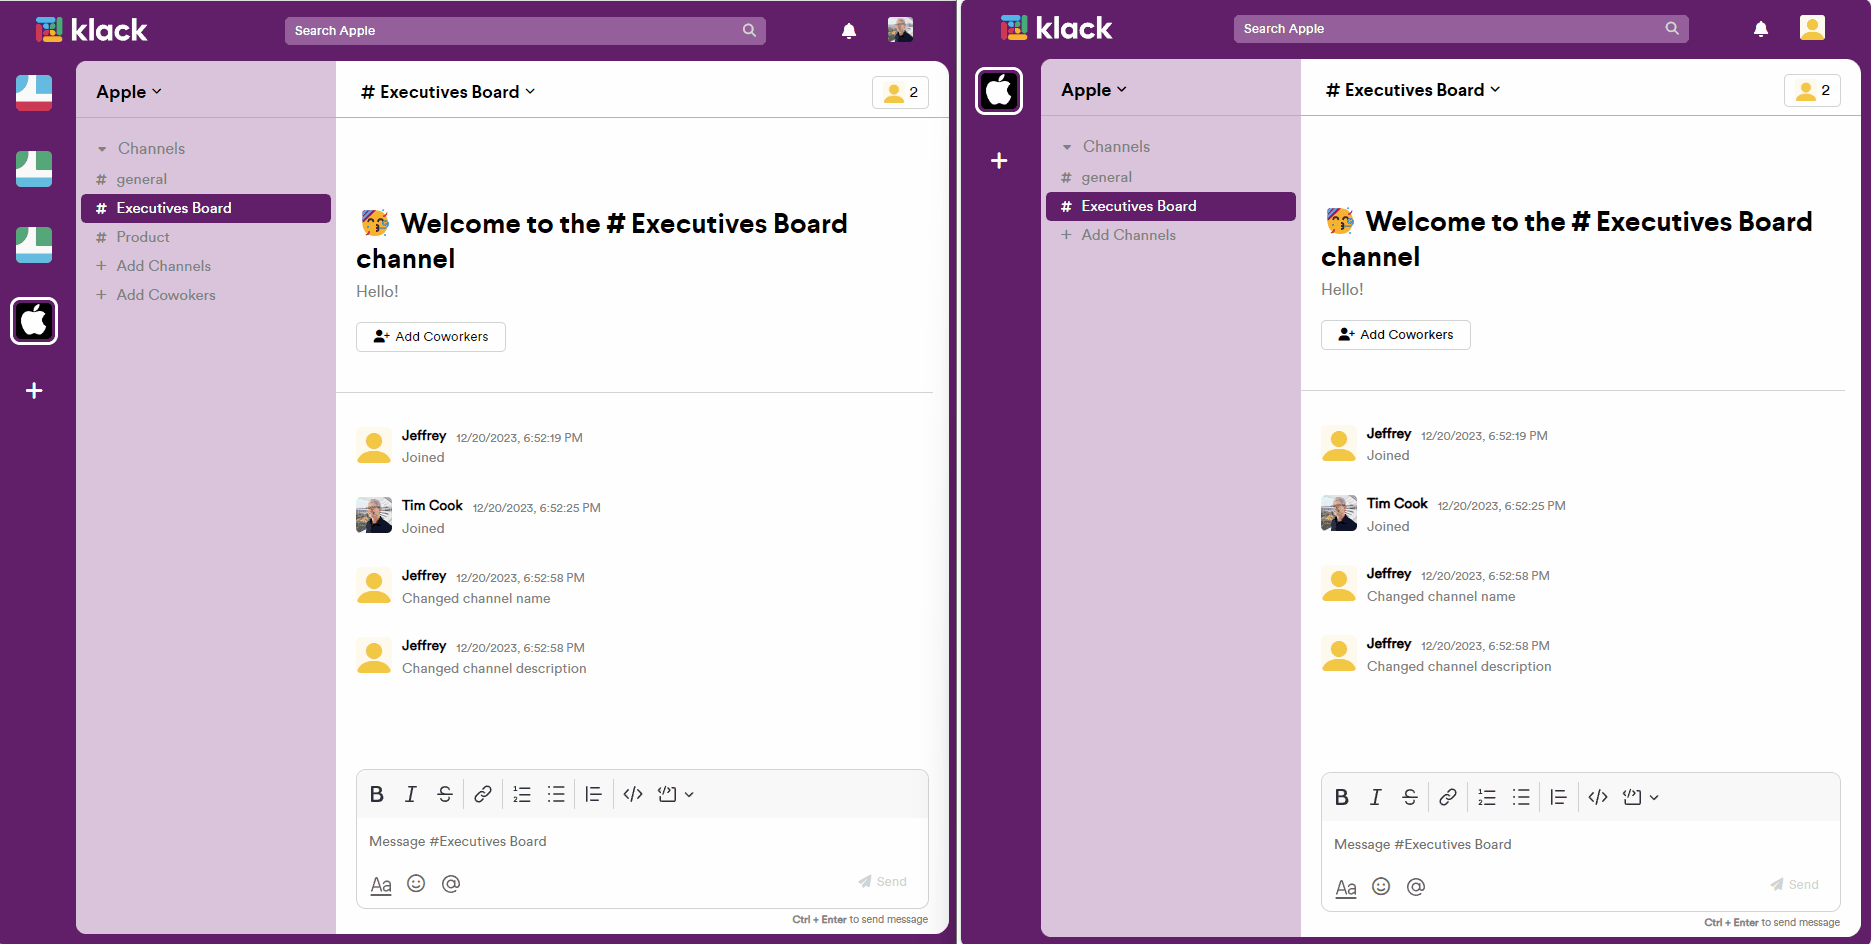 klack
Search Apple
Apple
# Executives Board
2
Channels
# general
# Executives Board
# Product
+ Add Channels
+ Add Cowokers
Welcome to the # Executives Board
channel
Hello!
Add Coworkers
Jeffrey 12/20/2023, 6:52:19 PM
Joined
Tim Cook 12/20/2023, 6:52:25 PM
Joined
Jeffrey 12/20/2023, 6:52:58 PM
Changed channel name
Jeffrey 12/20/2023, 6:52:58 PM
Changed channel description
B I S
Message #Executives Board
Aa @
Send
Ctrl + Enter to send message
klack
Search Apple
Apple
# Executives Board
2
Channels
# general
# Executives Board
+ Add Channels
Welcome to the # Executives Board
channel
Hello!
Add Coworkers
Jeffrey 12/20/2023, 6:52:19 PM
Joined
Tim Cook 12/20/2023, 6:52:25 PM
Joined
Jeffrey 12/20/2023, 6:52:58 PM
Changed channel name
Jeffrey 12/20/2023, 6:52:58 PM
Changed channel description
B I S
Message #Executives Board
Aa @
Send
Ctrl + Enter to send message